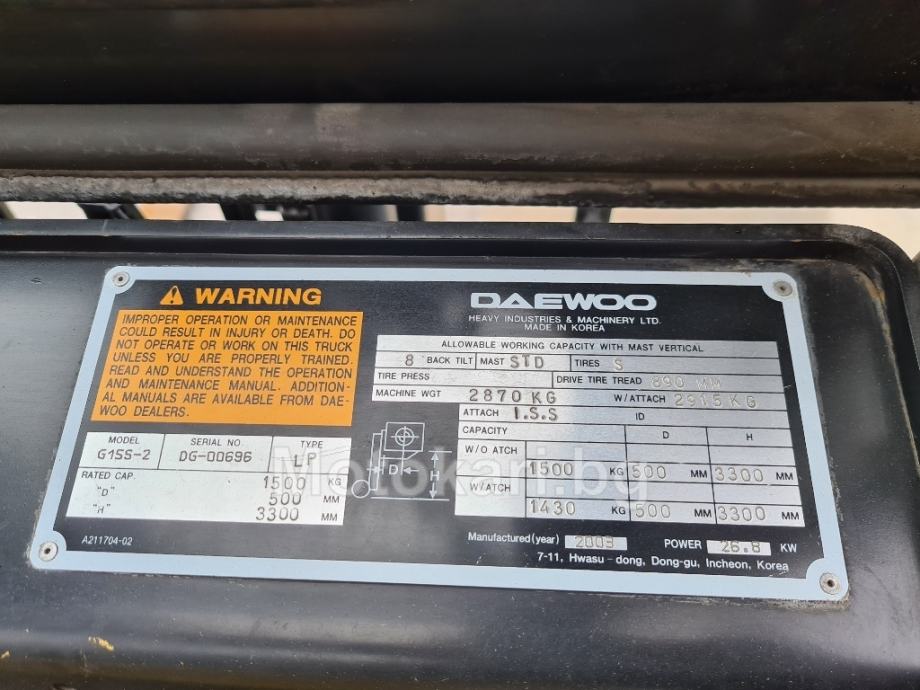 WARNING
IMPROPER OPERATION OR MAINTENANCE
COULD RESULT IN INJURY OR DEATH. DO
NOT OPERATE OR WORK ON THIS TRUCK
UNLESS YOU ARE PROPERLY TRAINED.
READ AND UNDERSTAND THE OPERATION
AND MAINTENANCE MANUAL. ADDITION-
AL MANUALS ARE AVAILABLE FROM DAE-
WOO DEALERS.
MODEL SERIAL NO. TYPE
G15S-2 DG-00696 LP
RATED CAP. 1500 KG
"D" 500 MM
"H" 3300 MM
A211704-02
DAEWOO
HEAVY INDUSTRIES & MACHINERY LTD.
MADE IN KOREA
ALLOWABLE WORKING CAPACITY WITH MAST VERTICAL
8 BACK TILT MAST STD TIRES S
TIRE PRESS DRIVE TIRE TREAD 890 MM
MACHINE WGT 2870 KG W/ATTACH 2915 KG
ATTACH I.S.S ID
CAPACITY D H
W/O ATCH 1500 KG 500 MM 3300 MM
W/ATCH 1430 KG 500 MM 3300 MM
D
H
Manufactured (year) 2003 POWER 26.8 KW
7-11, Hwasu-dong, Dong-gu, Incheon, Korea
Motokari.bg